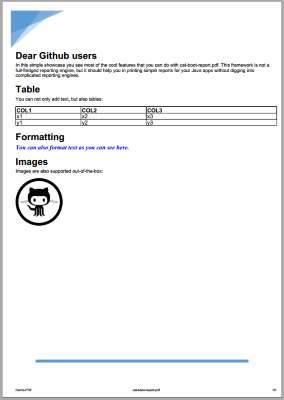 Dear Github users
In this simple showcase you see most of the cool features that you can do with cat-boot-report-pdf. This framework is not a
full-fledged reporting engine, but it should help you in printing simple reports for your Java apps without digging into
complicated reporting engines.
Table
You can not only add text, but also tables:
COL1 COL2 COL3
x1 x2 x3
y1 y2 y3
Formatting
You can also format text as you can see here.
Images
Images are also supported out-of-the-box:
Demo-PDF cat-boot-report-pdf 1/1